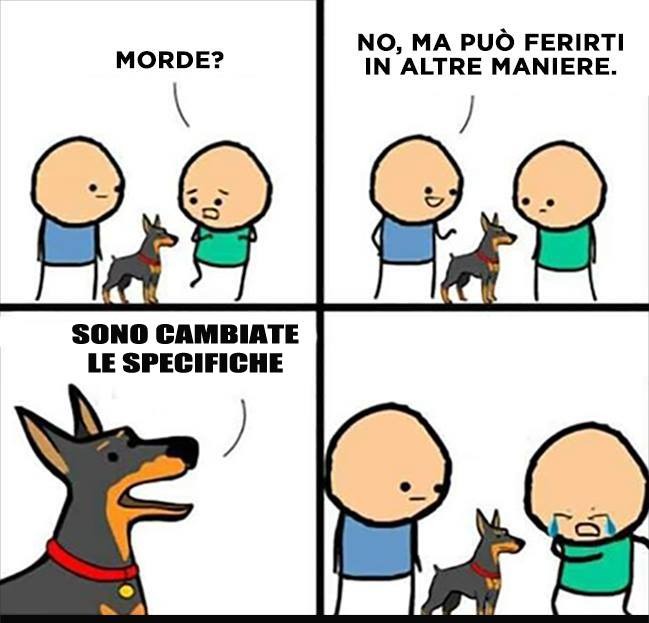 MORDE?
NO, MA PUÒ FERIRTI
IN ALTRE MANIERE.
SONO CAMBIATE
LE SPECIFICHE